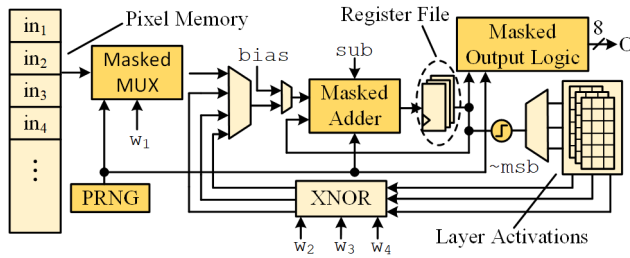 in1
in2
in3
in4
Pixel Memory
Masked
MUX
w1
PRNG
bias
sub
Masked
Adder
Register File
Masked
Output Logic
8
O
~msb
XNOR
w2
w3
w4
Layer Activations